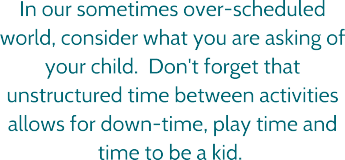 In our sometimes over-scheduled
world, consider what you are asking of
your child.  Don't forget that
unstructured time between activities
allows for down-time, play time and
time to be a kid.